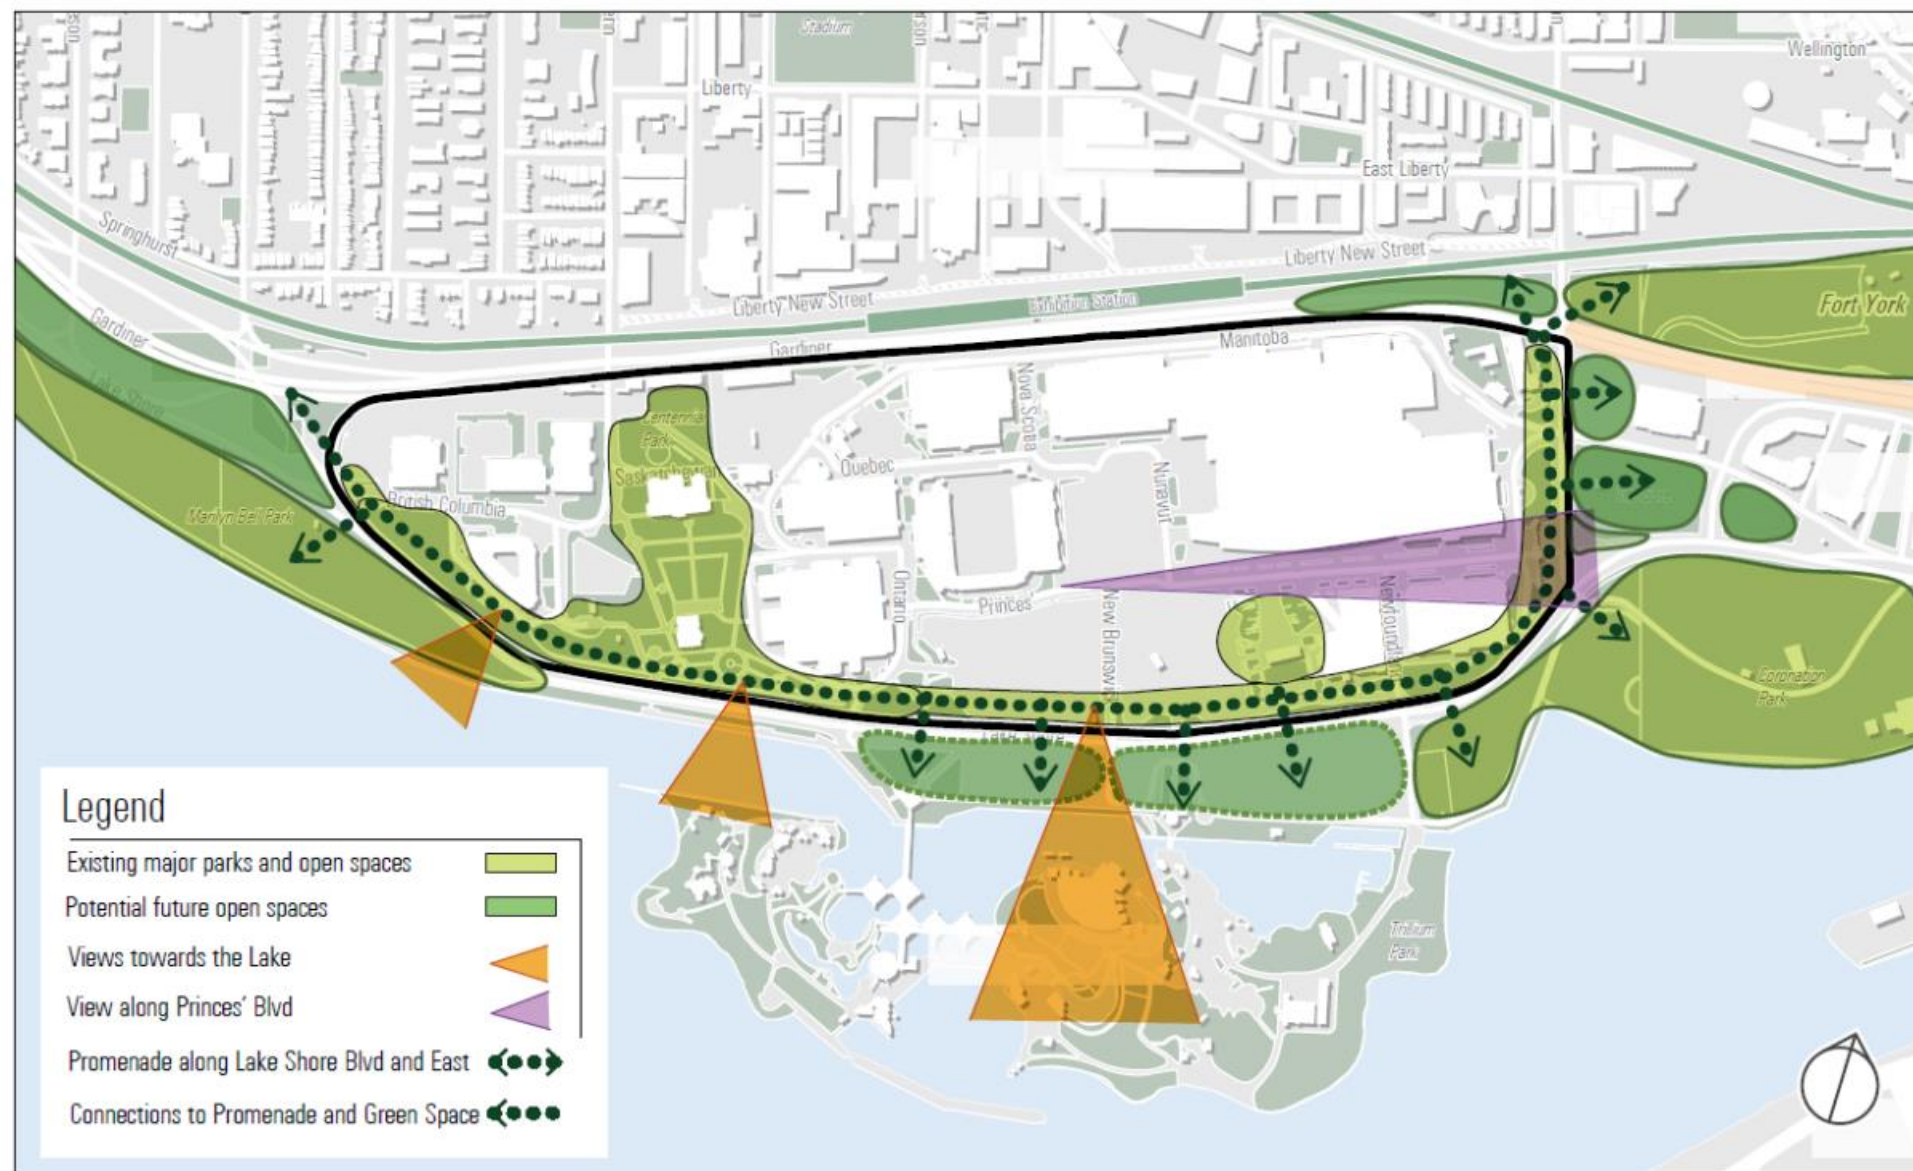 Stadium
Wellington
Liberty
East Liberty
Springhurst
Liberty New Street
Liberty New Street
Exhibition Station
Fort York
Gardiner
Gardiner
Manitoba
Lake Shore
Nova Scotia
Centennial
Park
Saskatchewan
Quebec
Nunavut
British Columbia
Marilyn Bell Park
Ontario
Princes'
New Brunswick
Newfoundland
Coronation
Park
Lake Shore
Trillium
Park
Legend
Existing major parks and open spaces
Potential future open spaces
Views towards the Lake
View along Princes' Blvd
Promenade along Lake Shore Blvd and East
Connections to Promenade and Green Space